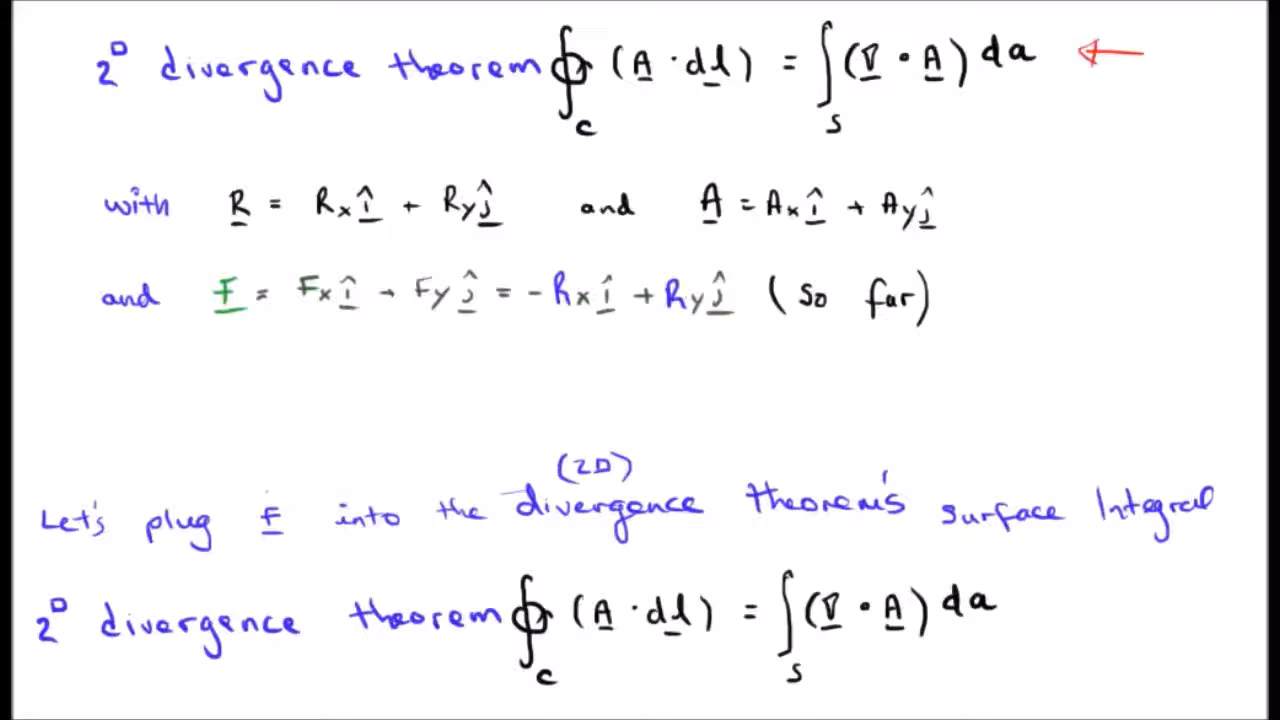 2D divergence theorem ∮_C (A · dl) = ∫_S (∇ · A) da ←
with R = Rx î + Ry ĵ and A = Ax î + Ay ĵ
and F = Fx î + Fy ĵ = -Rx î + Ry ĵ (so far)
(2D)
Let's plug F into the divergence theorem's surface Integral
2D divergence theorem ∮_C (A · dl) = ∫_S (∇ · A) da